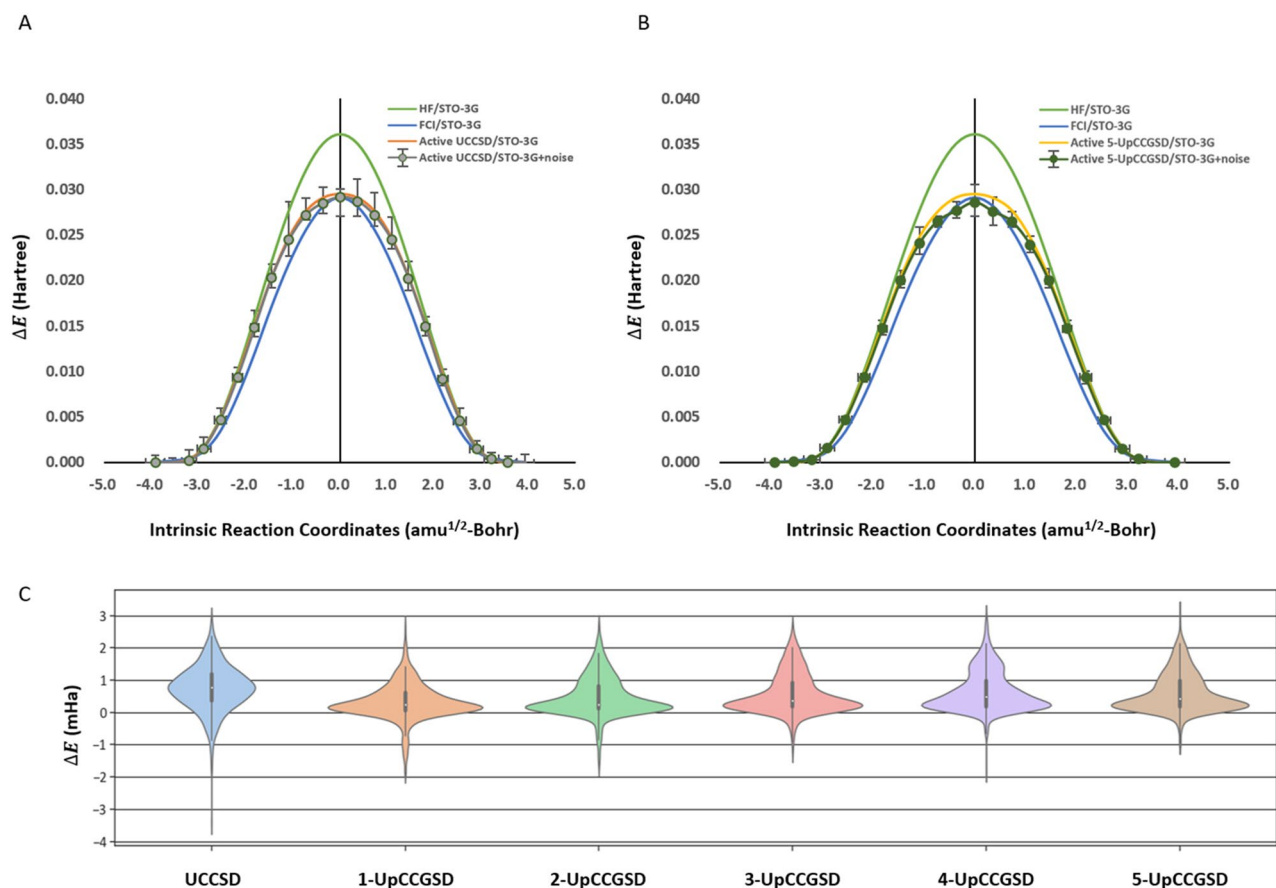 A
B
0.040
0.035
0.030
0.025
0.020
0.015
0.010
0.005
0.000
ΔE (Hartree)
HF/STO-3G
FCI/STO-3G
Active UCCSD/STO-3G
Active UCCSD/STO-3G+noise
-5.0 -4.0 -3.0 -2.0 -1.0 0.0 1.0 2.0 3.0 4.0 5.0
Intrinsic Reaction Coordinates (amu1/2-Bohr)
0.040
0.035
0.030
0.025
0.020
0.015
0.010
0.005
0.000
ΔE (Hartree)
HF/STO-3G
FCI/STO-3G
Active 5-UpCCGSD/STO-3G
Active 5-UpCCGSD/STO-3G+noise
-5.0 -4.0 -3.0 -2.0 -1.0 0.0 1.0 2.0 3.0 4.0 5.0
Intrinsic Reaction Coordinates (amu1/2-Bohr)
C
3
2
1
0
−1
−2
−3
−4
ΔE (mHa)
UCCSD 1-UpCCGSD 2-UpCCGSD 3-UpCCGSD 4-UpCCGSD 5-UpCCGSD